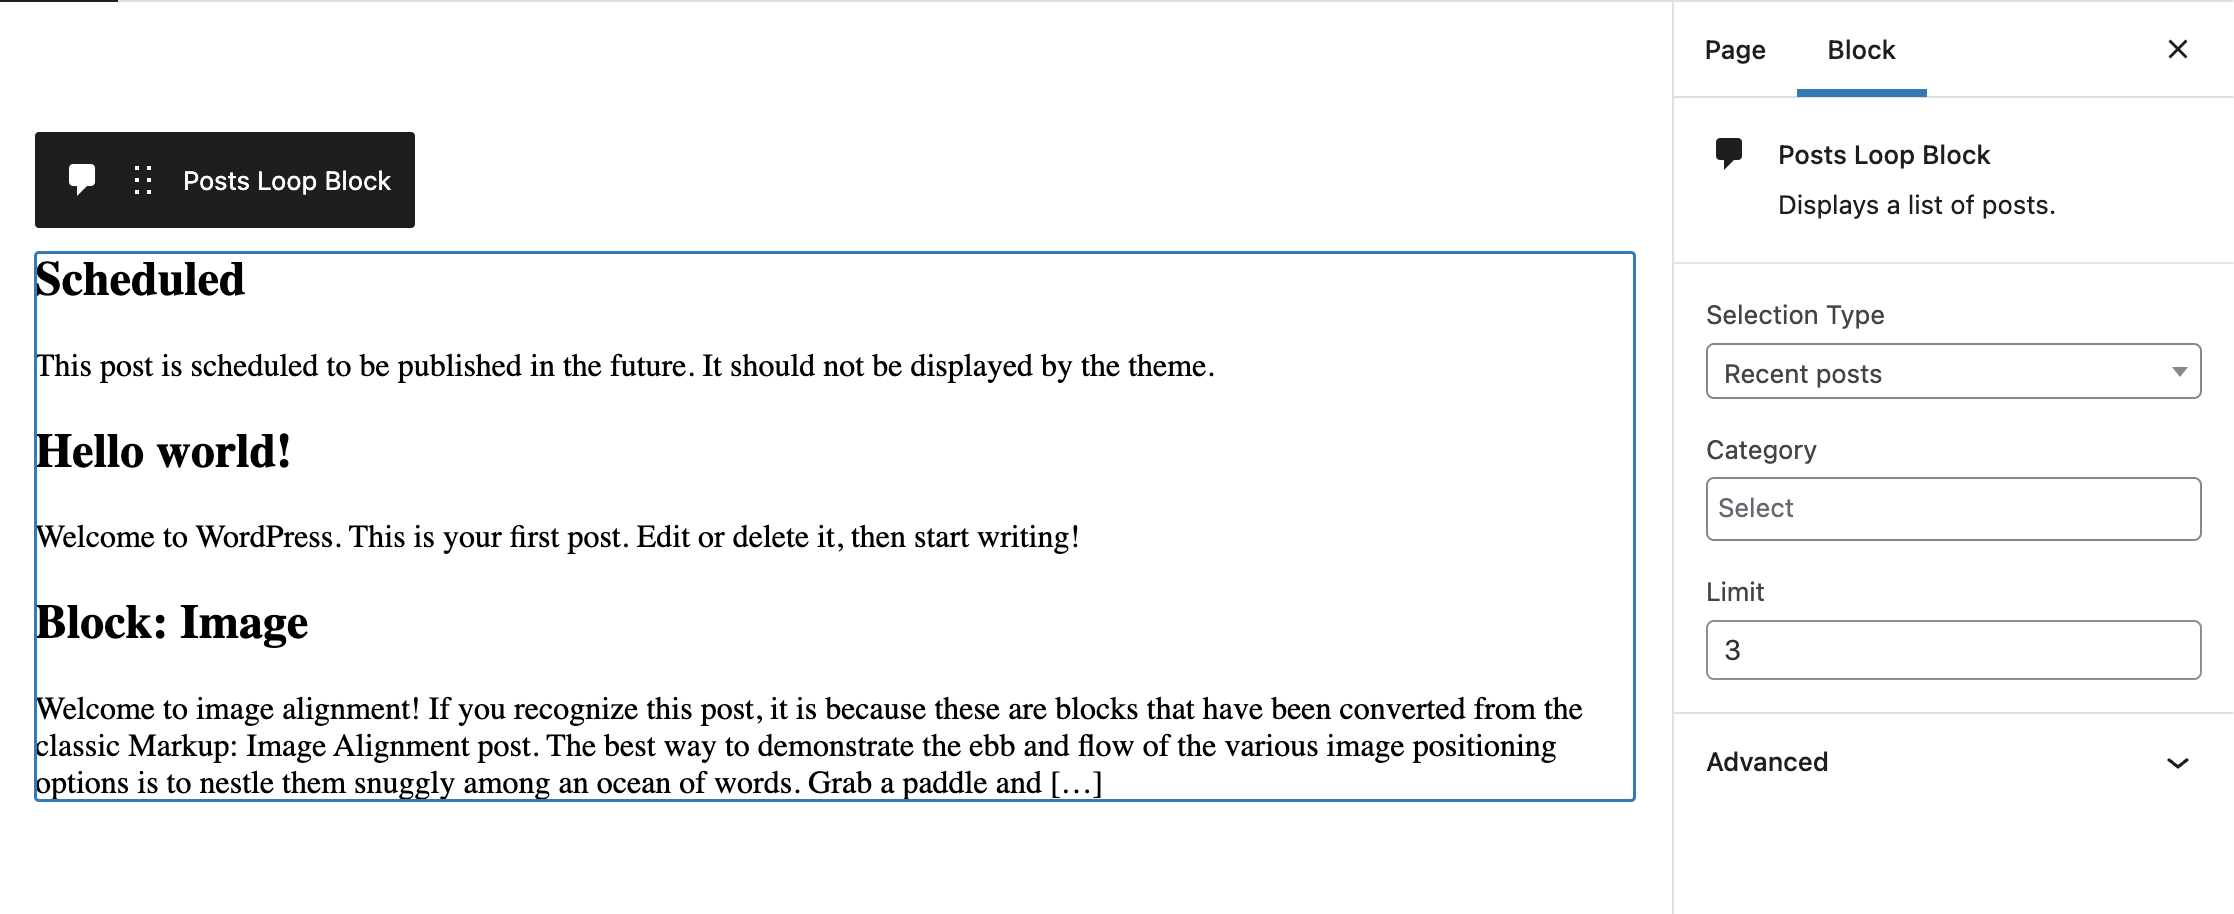 Page Block
Posts Loop Block
Scheduled
This post is scheduled to be published in the future. It should not be displayed by the theme.
Hello world!
Welcome to WordPress. This is your first post. Edit or delete it, then start writing!
Block: Image
Welcome to image alignment! If you recognize this post, it is because these are blocks that have been converted from the
classic Markup: Image Alignment post. The best way to demonstrate the ebb and flow of the various image positioning
options is to nestle them snuggly among an ocean of words. Grab a paddle and […]
Posts Loop Block
Displays a list of posts.
Selection Type
Recent posts
Category
Select
Limit
3
Advanced